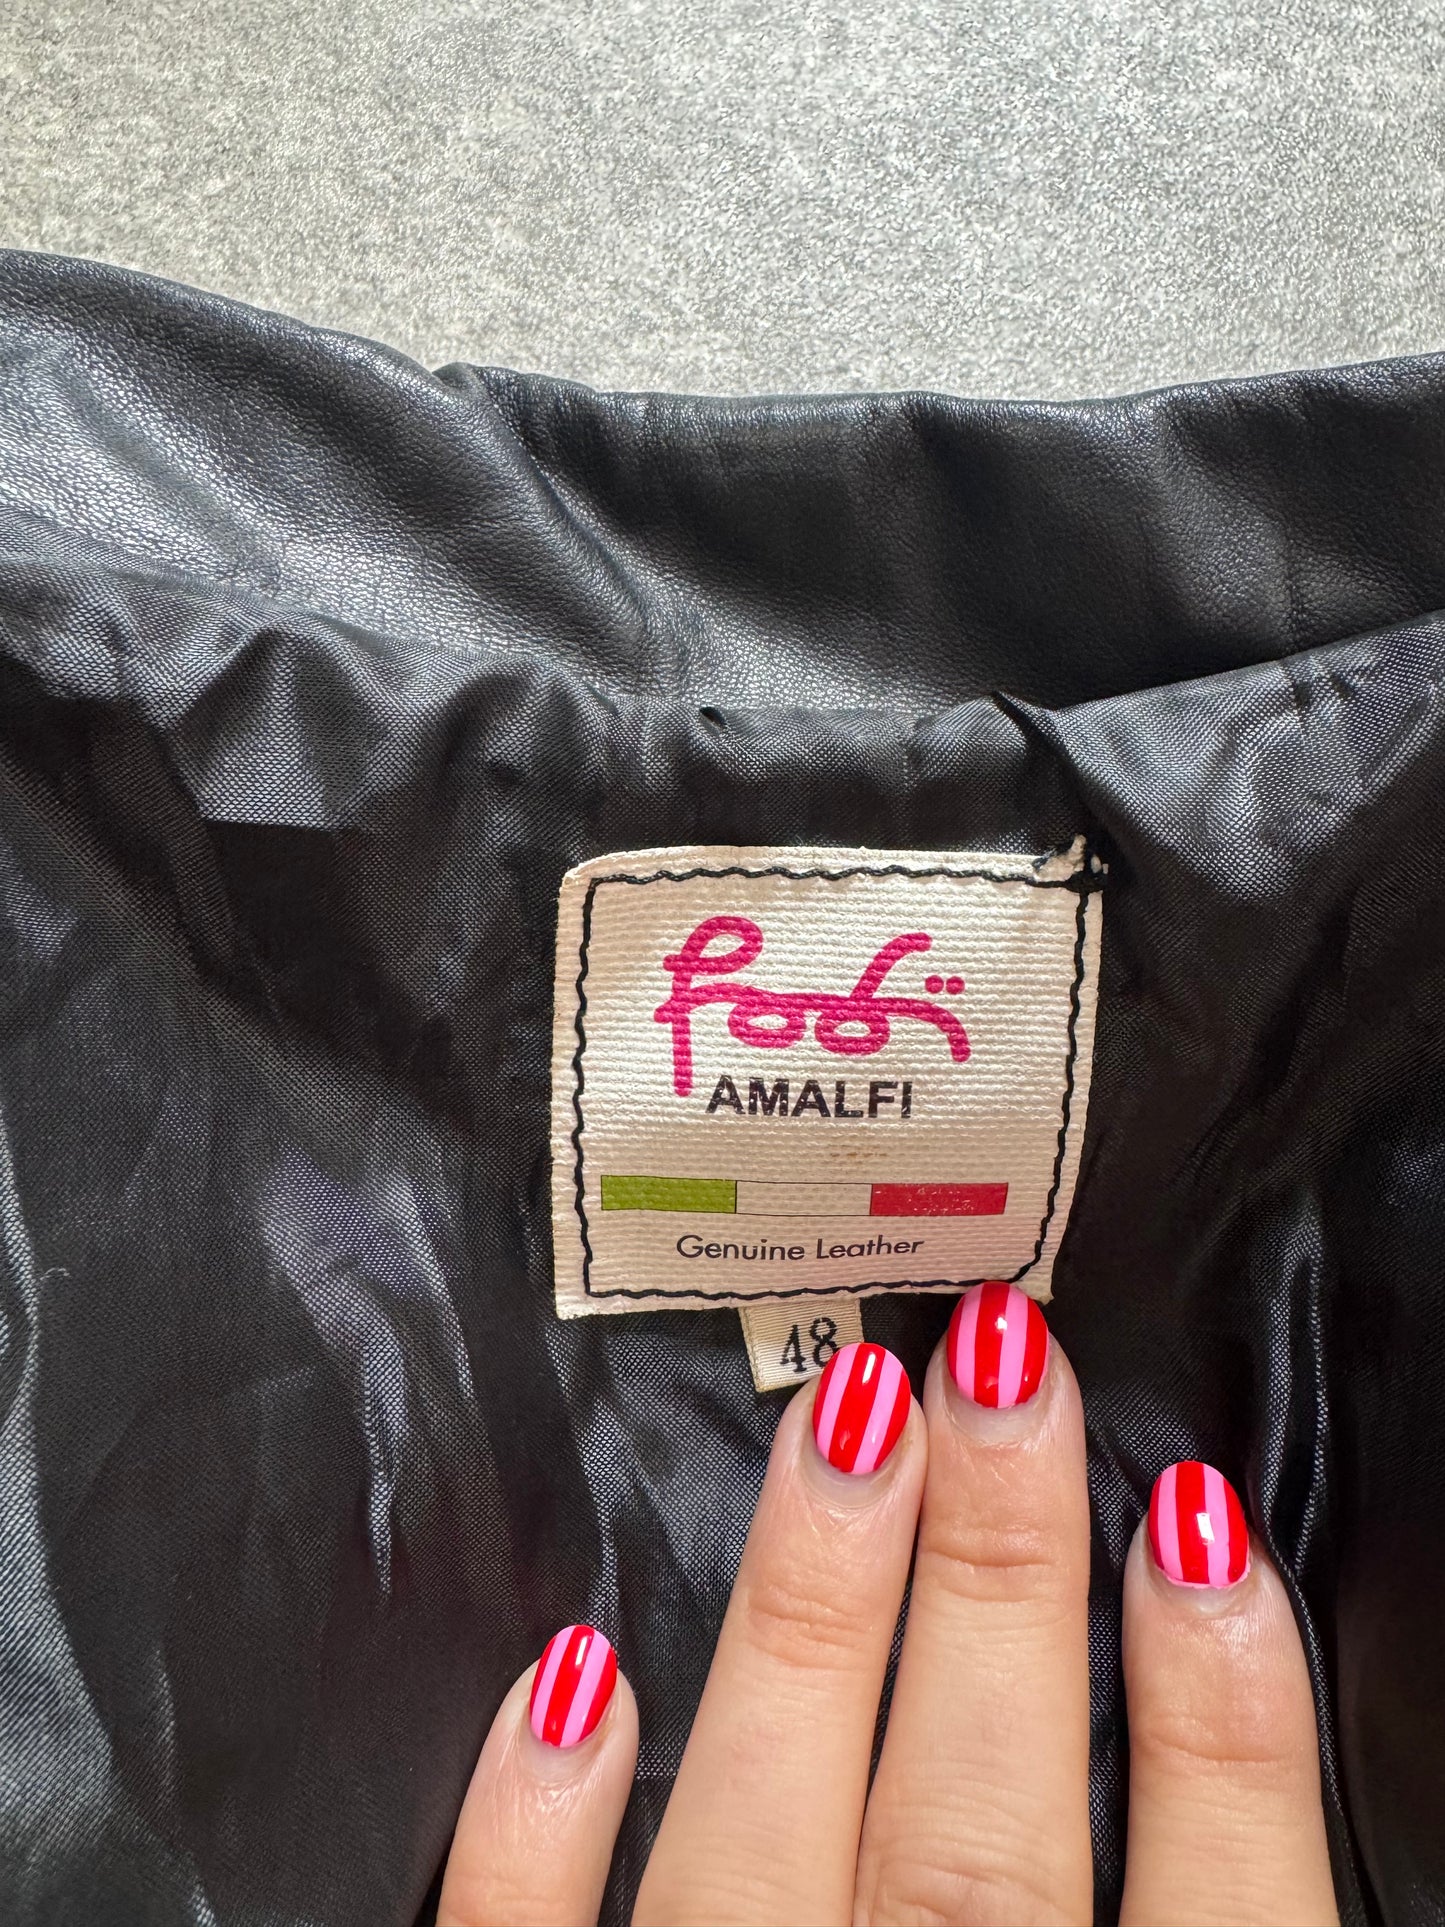 AMALFI
Genuine Leather
48